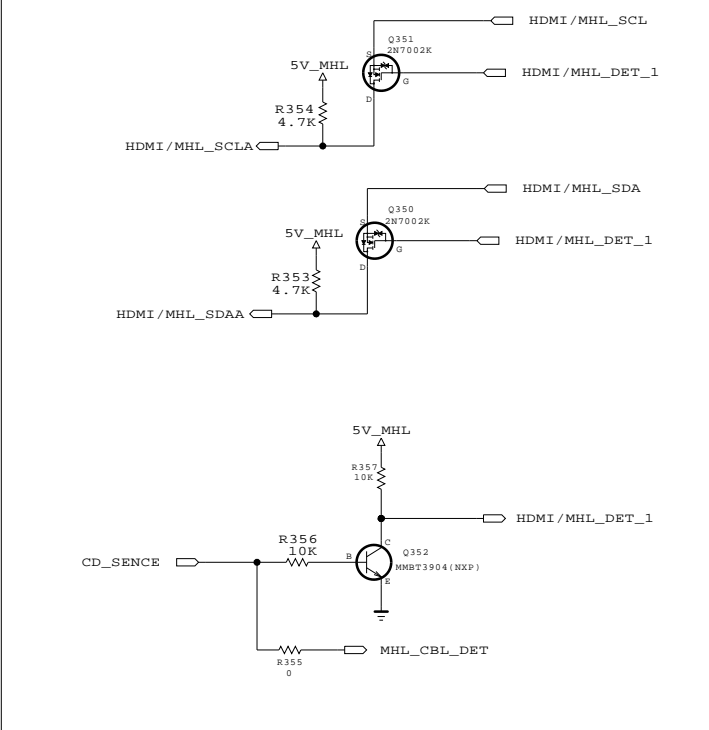 HDMI/MHL_SCL
Q351
2N7002K
S
5V_MHL
HDMI/MHL_DET_1
G
D
R354
4.7K
HDMI/MHL_SCLA
HDMI/MHL_SDA
Q350
2N7002K
S
5V_MHL
HDMI/MHL_DET_1
G
D
R353
4.7K
HDMI/MHL_SDAA
5V_MHL
R357
10K
HDMI/MHL_DET_1
R356
10K
C
B
Q352
CD_SENCE
MMBT3904(NXP)
E
MHL_CBL_DET
R355
0